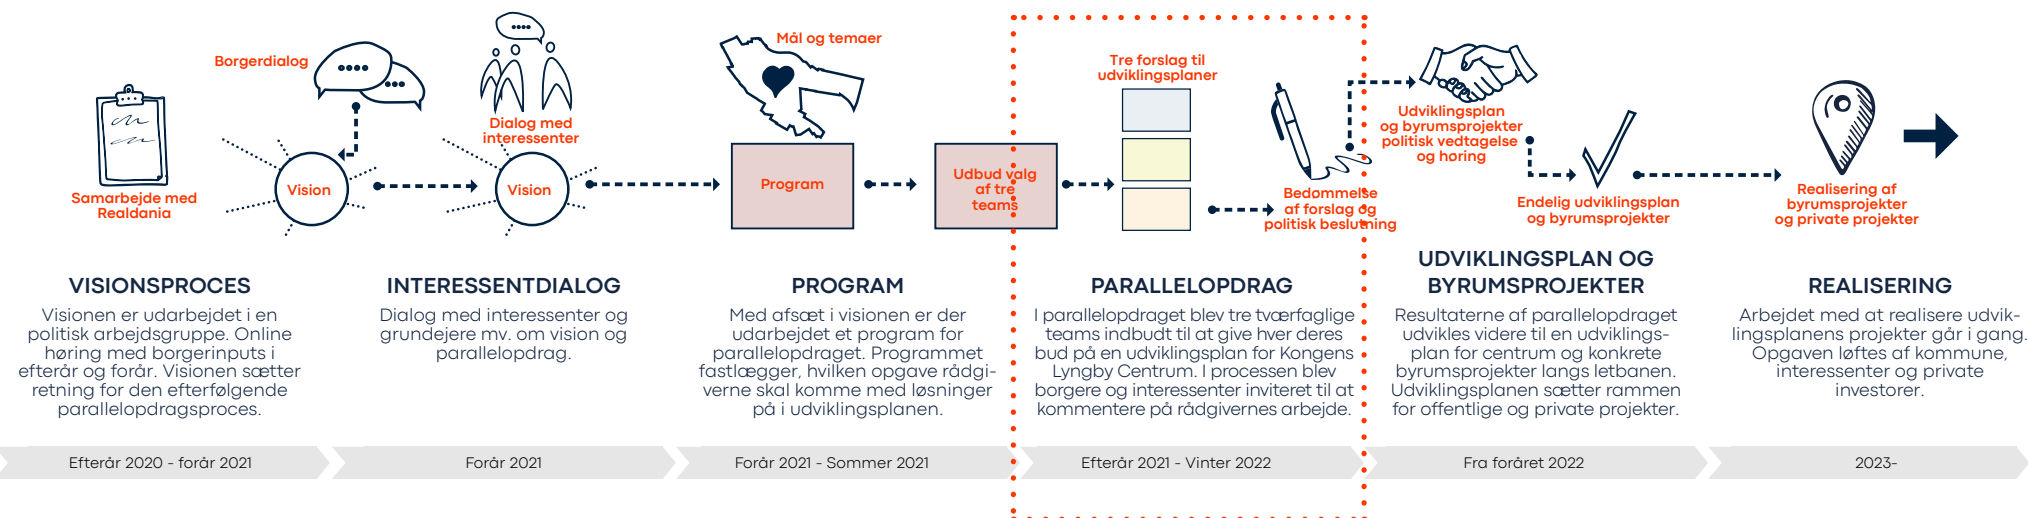 Samarbejde med
Realdania
Borgerdialog
Vision
Dialog med
interessenter
Vision
Mål og temaer
Program
Udbud valg
af tre
teams
Tre forslag til
udviklingsplaner
Bedømmelse
af forslag og
politisk beslutning
Udviklingsplan
og byrumsprojekter
politisk vedtagelse
og høring
Endelig udviklingsplan
og byrumsprojekter
Realisering af
byrumsprojekter
og private projekter
VISIONSPROCES
Visionen er udarbejdet i en
politisk arbejdsgruppe. Online
høring med borgerinputs i
efterår og forår. Visionen sætter
retning for den efterfølgende
parallelopdragsproces.
INTERESSENTDIALOG
Dialog med interessenter og
grundejere mv. om vision og
parallelopdrag.
PROGRAM
Med afsæt i visionen er der
udarbejdet et program for
parallelopdraget. Programmet
fastlægger, hvilken opgave rådgi-
verne skal komme med løsninger
på i udviklingsplanen.
PARALLELOPDRAG
I parallelopdraget blev tre tværfaglige
teams indbudt til at give hver deres
bud på en udviklingsplan for Kongens
Lyngby Centrum. I processen blev
borgere og interessenter inviteret til at
kommentere på rådgivernes arbejde.
UDVIKLINGSPLAN OG
BYRUMSPROJEKTER
Resultaterne af parallelopdraget
udvikles videre til en udviklings-
plan for centrum og konkrete
byrumsprojekter langs letbanen.
Udviklingsplanen sætter rammen
for offentlige og private projekter.
REALISERING
Arbejdet med at realisere udvik-
lingsplanens projekter går i gang.
Opgaven løftes af kommune,
interessenter og private
investorer.
Efterår 2020 - forår 2021
Forår 2021
Forår 2021 - Sommer 2021
Efterår 2021 - Vinter 2022
Fra foråret 2022
2023-